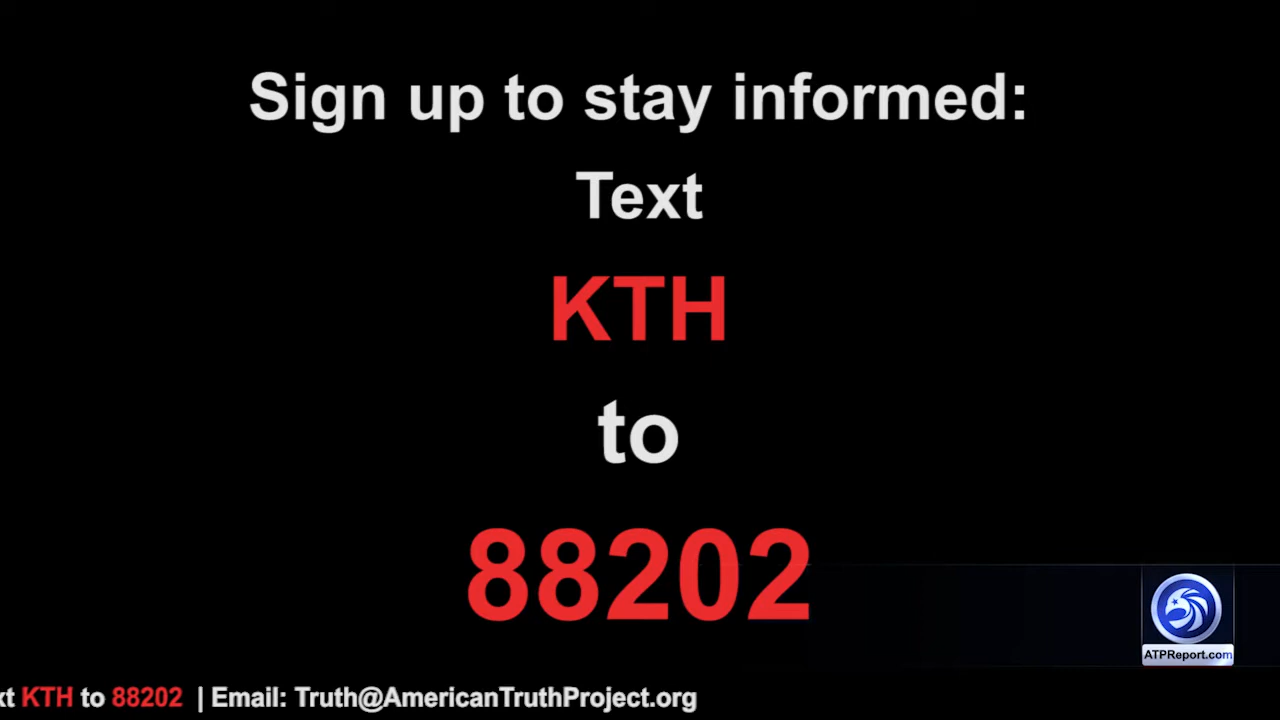 Sign up to stay informed:
Text
KTH
to
88202
ATPReport.com
xt KTH to 88202 | Email: Truth@AmericanTruthProject.org